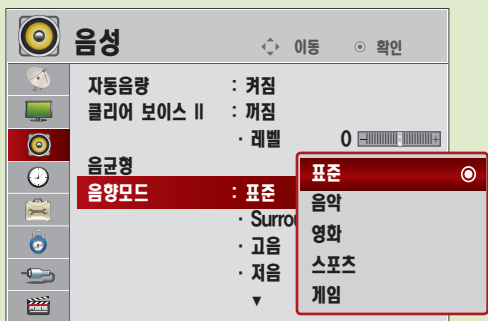 음성
이동 확인
자동음량 : 켜짐
클리어 보이스 II : 꺼짐
· 레벨 0
음균형
음향모드 : 표준
· Surrou
· 고음
· 저음
표준
음악
영화
스포츠
게임